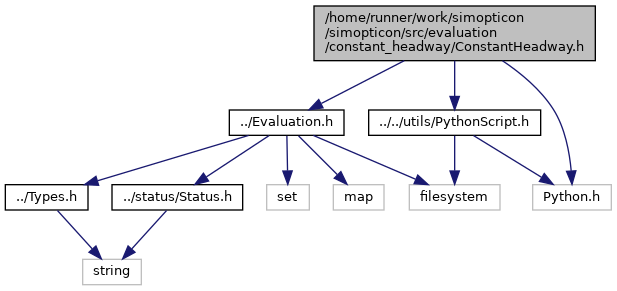 /home/runner/work/simopticon
/simopticon/src/evaluation
/constant_headway/ConstantHeadway.h
../Evaluation.h
../../utils/PythonScript.h
../Types.h
../status/Status.h
set
map
filesystem
Python.h
string